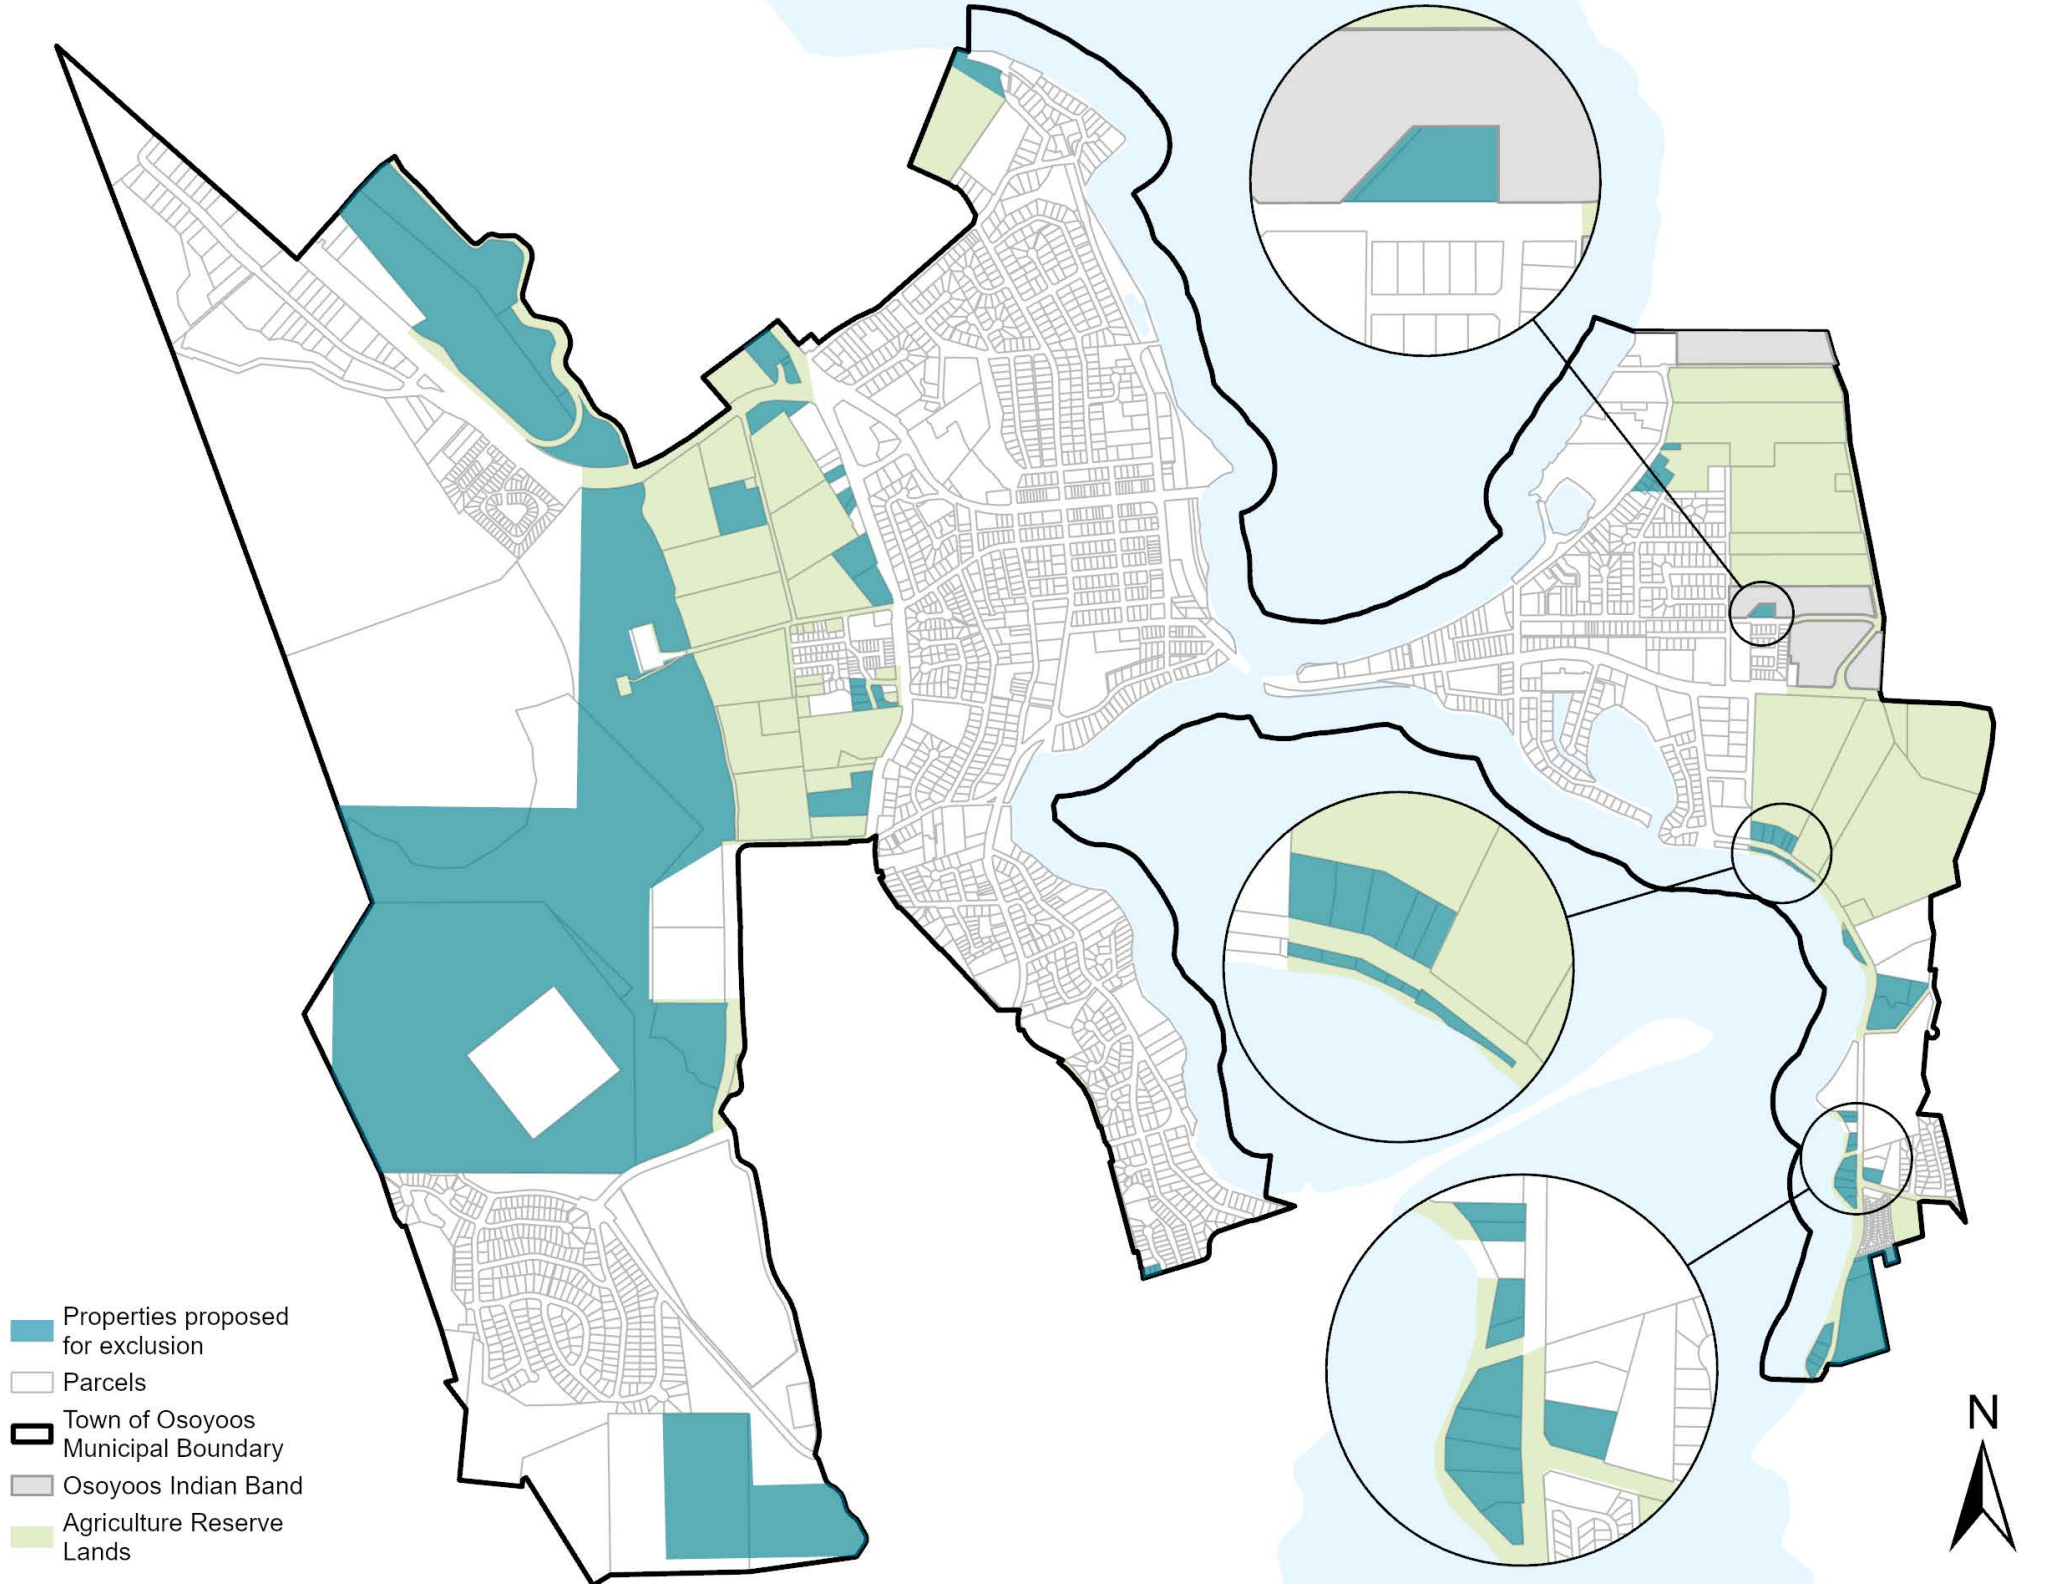 Properties proposed
for exclusion
Parcels
Town of Osoyoos
Municipal Boundary
Osoyoos Indian Band
Agriculture Reserve
Lands
N